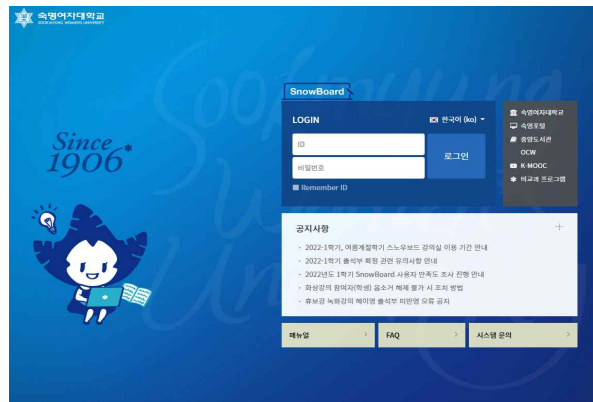 숙명여자대학교
SOOKMYUNG WOMEN'S UNIVERSITY
Sookmyung
Women's
Since
1906
SnowBoard
LOGIN
한국어 (ko)
ID
비밀번호
로그인
Remember ID
숙명여자대학교
숙명포털
중앙도서관
OCW
K-MOOC
비교과 프로그램
공지사항
· 2022-1학기, 여름계절학기 스노우보드 강의실 이용 기간 안내
· 2022-1학기 출석부 확정 관련 유의사항 안내
· 2022년도 1학기 SnowBoard 사용자 만족도 조사 진행 안내
· 화상강의 참여자(학생) 음소거 해제 불가 시 조치 방법
· 휴보강 녹화강의 헤이영 출석부 미반영 오류 공지
매뉴얼
FAQ
시스템 문의